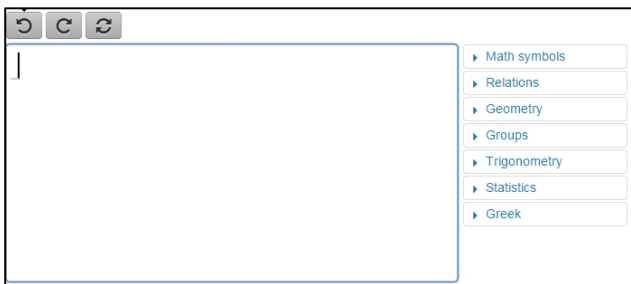 Math symbols
Relations
Geometry
Groups
Trigonometry
Statistics
Greek